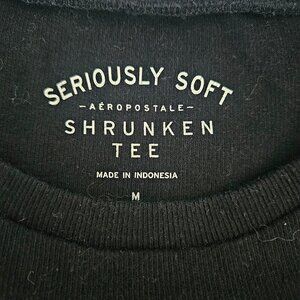 SERIOUSLY SOFT
–AÉROPOSTALE–
SHRUNKEN
TEE
MADE IN INDONESIA
M